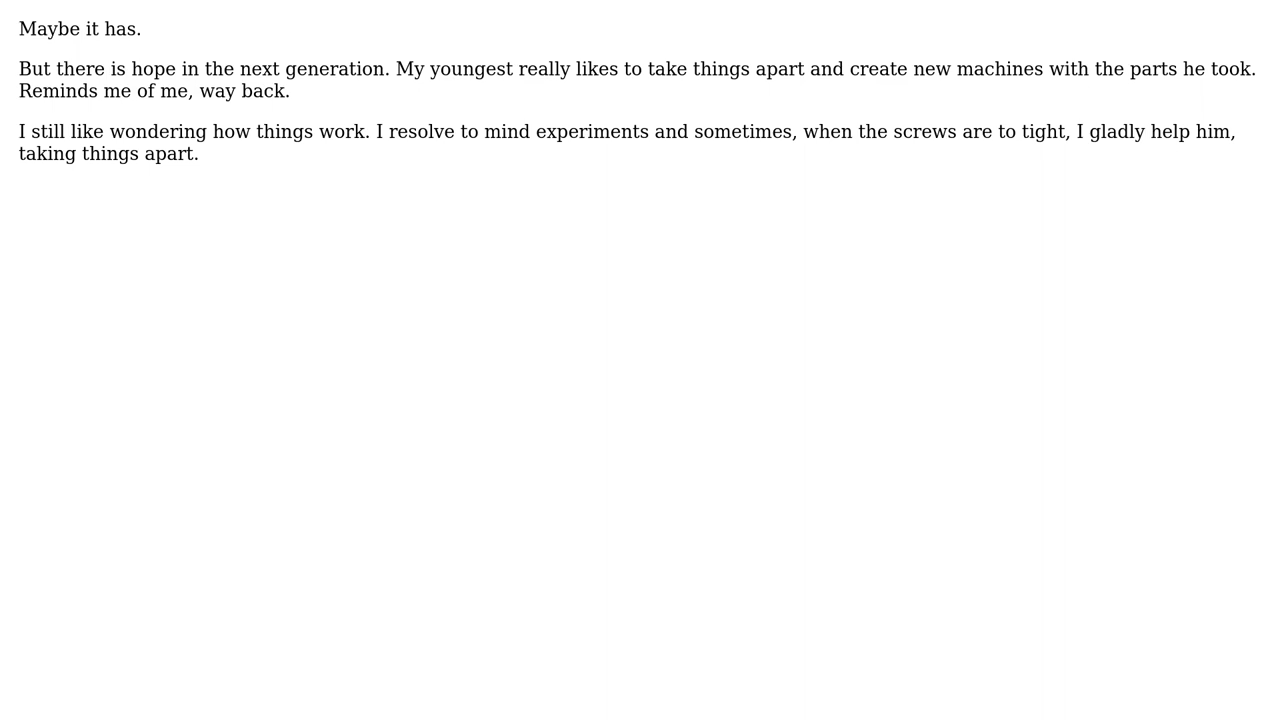 Maybe it has.
But there is hope in the next generation. My youngest really likes to take things apart and create new machines with the parts he took.
Reminds me of me, way back.
I still like wondering how things work. I resolve to mind experiments and sometimes, when the screws are to tight, I gladly help him,
taking things apart.